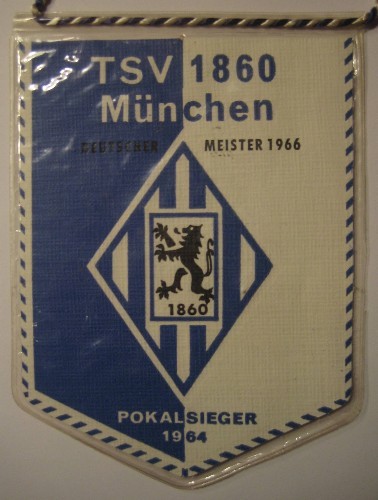 TSV 1860
München
DEUTSCHER MEISTER 1966
1860
POKALSIEGER
1964